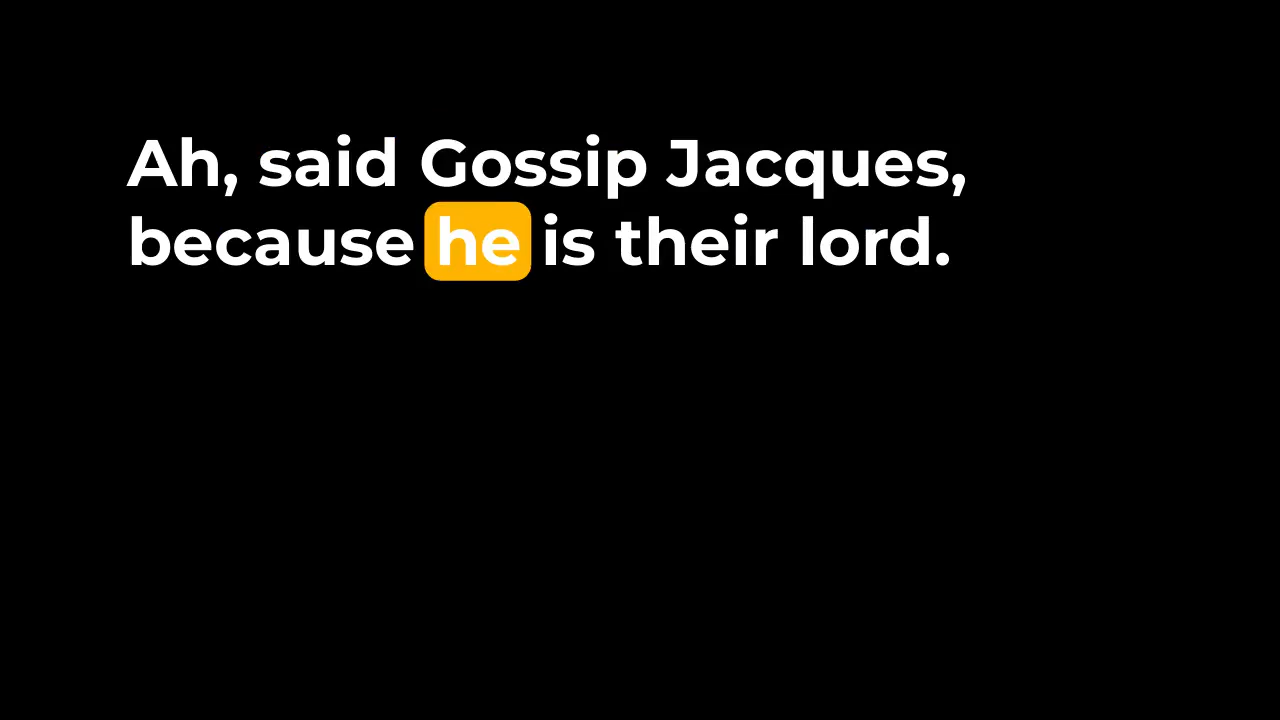 Ah, said Gossip Jacques,
because he is their lord.